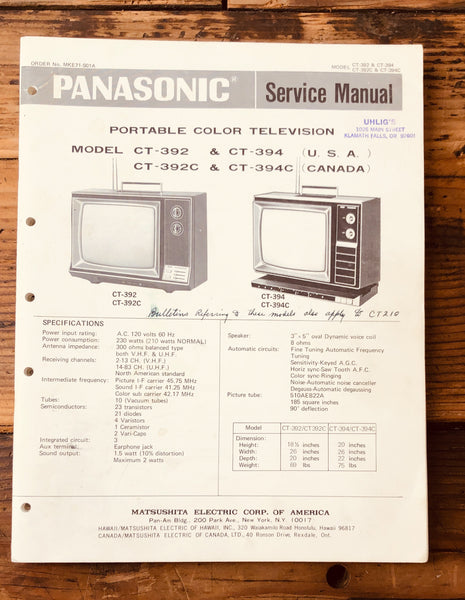 ORDER No. MKE71-901A
MODEL CT-392 & CT-394
CT-392C & CT-394C
PANASONIC® Service Manual
UHLIG'S
1026 MAIN STREET
KLAMATH FALLS, OR 97601
PORTABLE COLOR TELEVISION
MODEL CT-392 & CT-394 (U. S. A.)
CT-392C & CT-394C (CANADA)
CT-392
CT-392C
CT-394
CT-394C
Bulletins Referring to these models also apply to CT210
SPECIFICATIONS
Power input rating: A.C. 120 volts 60 Hz
Power consumption: 230 watts (210 watts NORMAL)
Antenna impedance: 300 ohms balanced type
both V.H.F. & U.H.F.
Receiving channels: 2-13 CH. (V.H.F.)
14-83 CH. (U.H.F.)
North American standard
Intermediate frequency: Picture I-F carrier 45.75 MHz
Sound I-F carrier 41.25 MHz
Color sub carrier 42.17 MHz
Tubes: 10 (Vacuum tubes)
Semiconductors: 23 transistors
21 diodes
4 Varistors
1 Ceramistor
2 Vari-Caps
Integrated circuit: 3
Aux terminal: Earphone jack
Sound output: 1.5 watt (10% distortion)
Maximum 2 watts
Speaker: 3" × 5" oval Dynamic voice coil
8 ohms
Automatic circuits: Fine Tuning Automatic Frequency
Tuning
Sensitivity-Keyed A.G.C.
Horiz sync-Saw Tooth A.F.C.
Color sync Ringing
Noise-Automatic noise canceller
Degauss-Automatic degaussing
Picture tube: 510AEB22A
185 square inches
90° deflection
Model CT-392/CT392C CT-394/CT-394C
Dimension:
Height: 18½ inches 20 inches
Width: 26 inches 26 inches
Depth: 20 inches 22 inches
Weight: 69 lbs 75 lbs
MATSUSHITA ELECTRIC CORP. OF AMERICA
Pan-Am Bldg. 200 Park Ave., New York, N.Y. 10017
HAWAII/MATSUSHITA ELECTRIC OF HAWAII, INC., 320 Waiakamilo Road Honolulu, Hawaii 96817
CANADA/MATSUSHITA ELECTRIC OF CANADA, LTD., 40 Ronson Drive, Rexdale, Ont.